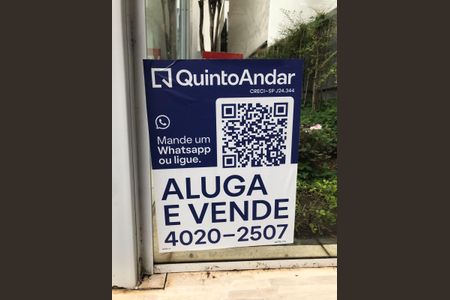 QuintoAndar
CRECI-SP J24.344
Mande um
Whatsapp
ou ligue.
ALUGA
E VENDE
4020-2507